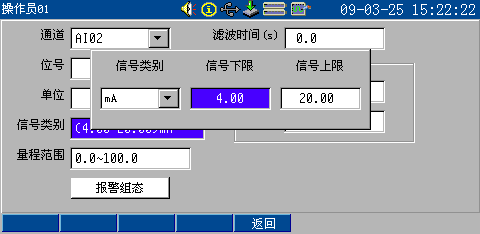 操作员01 09-03-25 15:22:22
通道 AI02 滤波时间(s) 0.0
位号
信号类别 信号下限 信号上限
单位 mA 4.00 20.00
信号类别
量程范围 0.0~100.0
报警组态
返回